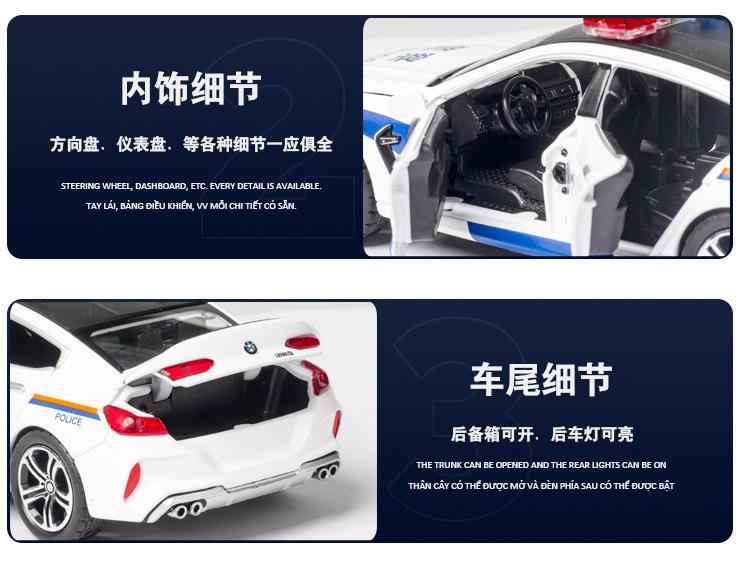 2
内饰细节
方向盘．仪表盘．等各种细节一应俱全
STEERING WHEEL, DASHBOARD, ETC. EVERY DETAIL IS AVAILABLE.
TAY LÁI, BẢNG ĐIỀU KHIỂN, VV MỖI CHI TIẾT CÓ SẴN.
POLICE
BMW
M8
3
车尾细节
后备箱可开．后车灯可亮
THE TRUNK CAN BE OPENED AND THE REAR LIGHTS CAN BE ON
THÂN CÂY CÓ THỂ ĐƯỢC MỞ VÀ ĐÈN PHÍA SAU CÓ THỂ ĐƯỢC BẬT